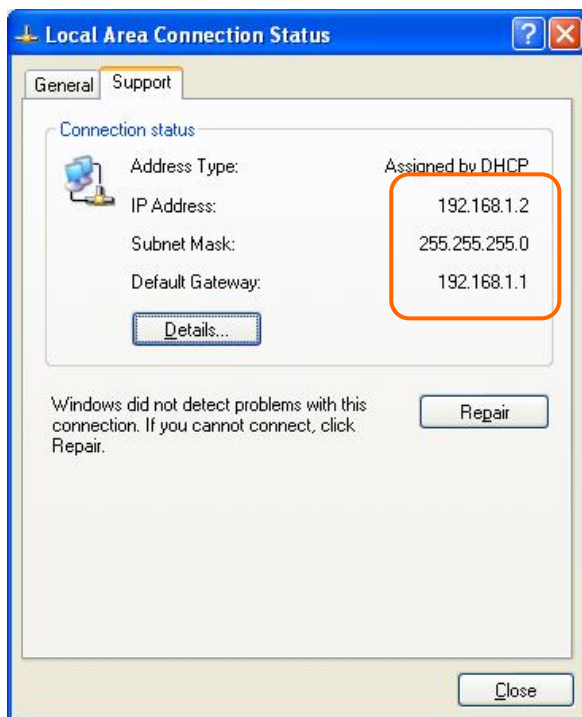 Local Area Connection Status
General Support
Connection status
Address Type: Assigned by DHCP
IP Address: 192.168.1.2
Subnet Mask: 255.255.255.0
Default Gateway: 192.168.1.1
Details...
Windows did not detect problems with this
connection. If you cannot connect, click
Repair.
Repair
Close